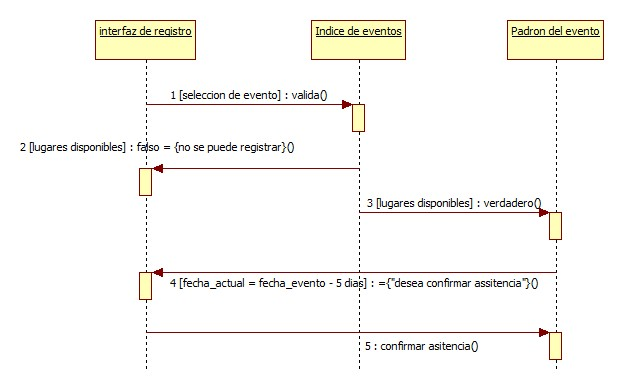 interfaz de registro
Indice de eventos
Padron del evento
1 [seleccion de evento] : valida()
2 [lugares disponibles] : falso = {no se puede registrar}()
3 [lugares disponibles] : verdadero()
4 [fecha_actual = fecha_evento - 5 dias] : ={"desea confirmar assitencia"}()
5 : confirmar asitencia()